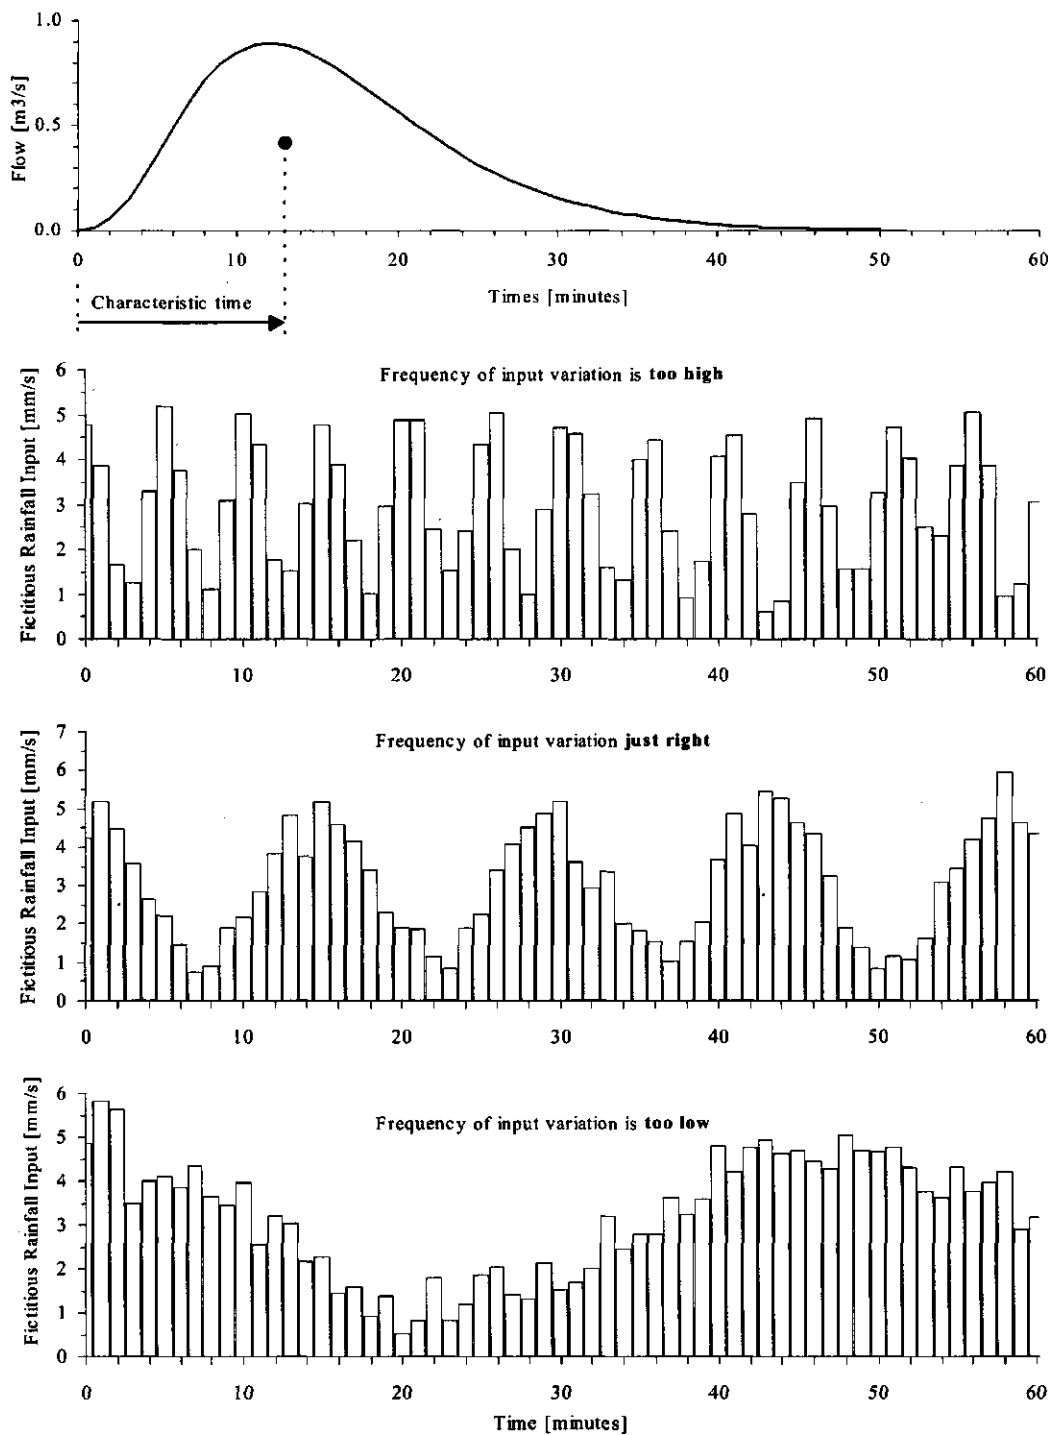 1.0
Flow [m3/s]
0.5
0.0
0 10 20 30 40 50 60
Times [minutes]
Characteristic time
Frequency of input variation is too high
Fictitious Rainfall Input [mm/s]
6
5
4
3
2
1
0
0 10 20 30 40 50 60
Frequency of input variation just right
Fictitious Rainfall Input [mm/s]
7
6
5
4
3
2
1
0
0 10 20 30 40 50 60
Frequency of input variation is too low
Fictitious Rainfall Input [mm/s]
6
5
4
3
2
1
0
0 10 20 30 40 50 60
Time [minutes]